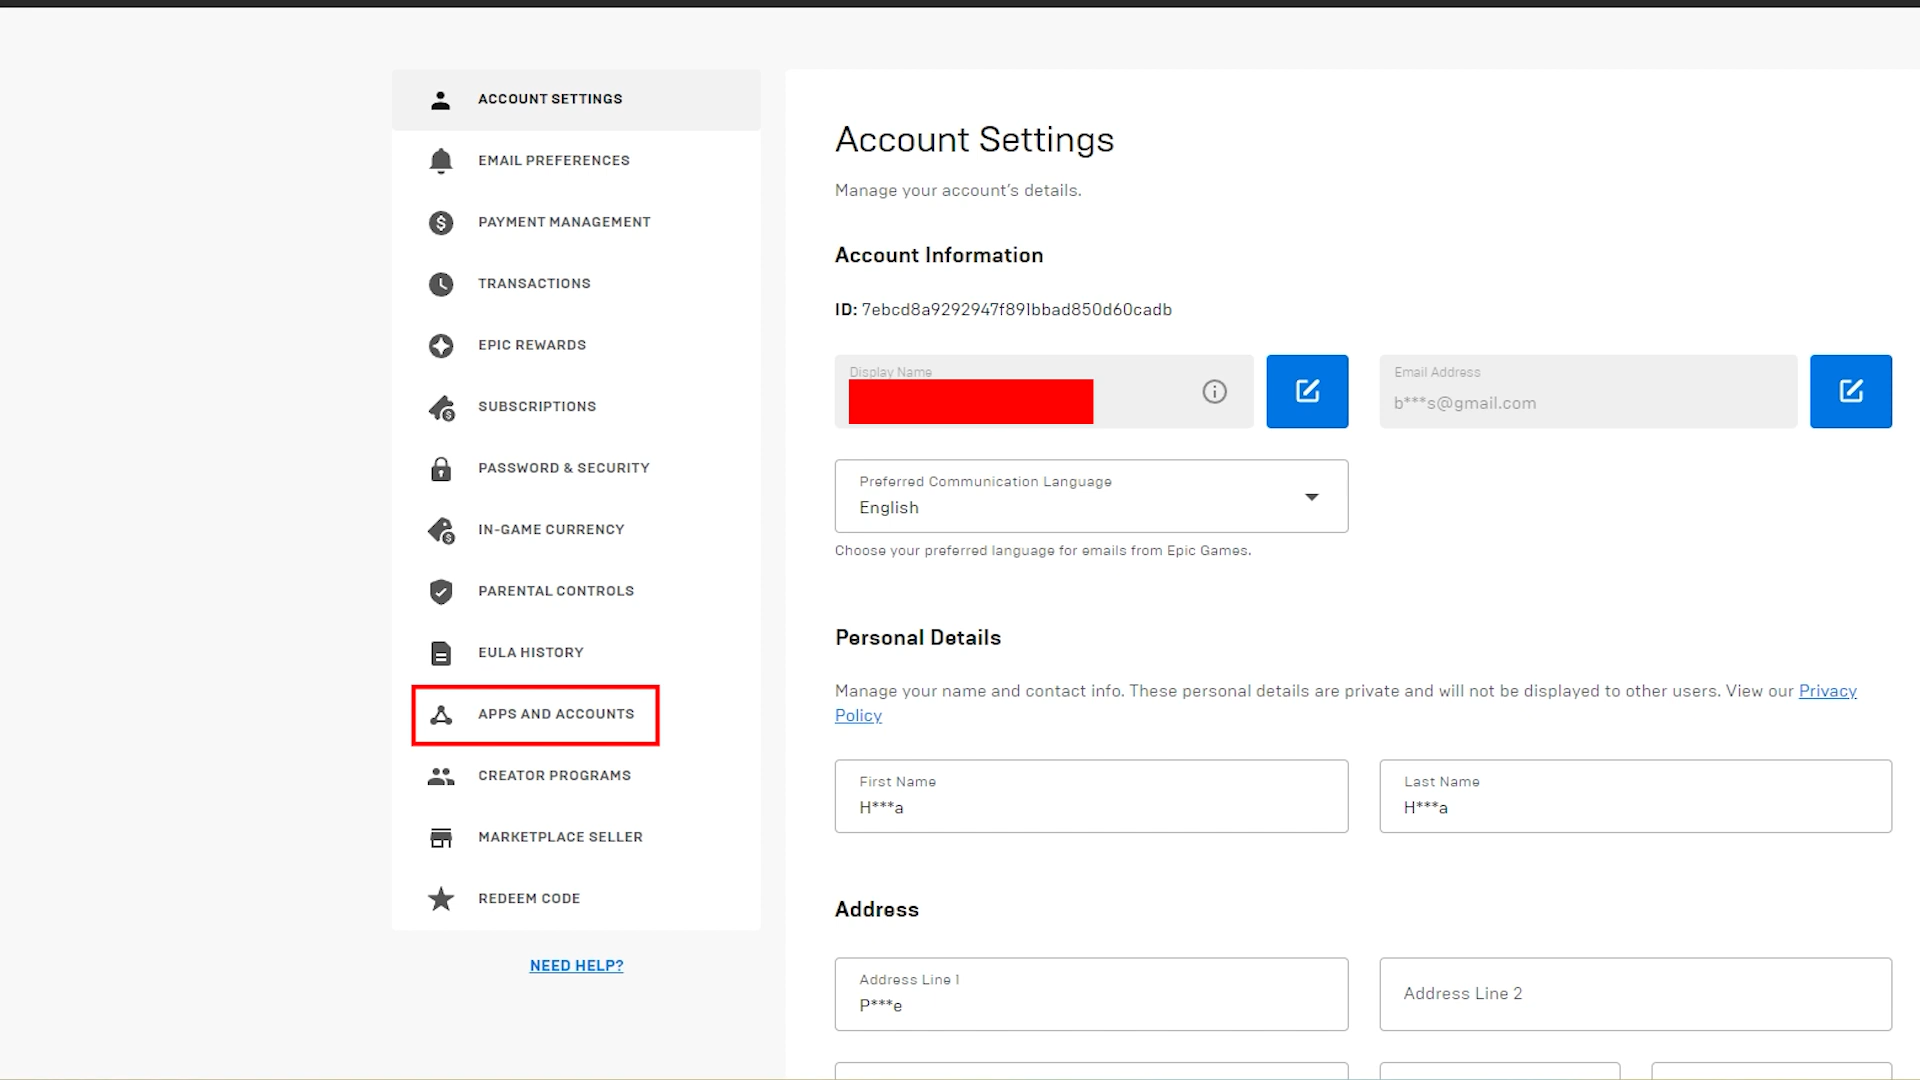 ACCOUNT SETTINGS
EMAIL PREFERENCES
PAYMENT MANAGEMENT
TRANSACTIONS
EPIC REWARDS
SUBSCRIPTIONS
PASSWORD & SECURITY
IN-GAME CURRENCY
PARENTAL CONTROLS
EULA HISTORY
APPS AND ACCOUNTS
CREATOR PROGRAMS
MARKETPLACE SELLER
REDEEM CODE
NEED HELP?
Account Settings
Manage your account's details.
Account Information
ID: 7ebcd8a9292947f891bbad850d60cadb
Display Name
Email Address
b***s@gmail.com
Preferred Communication Language
English
Choose your preferred language for emails from Epic Games.
Personal Details
Manage your name and contact info. These personal details are private and will not be displayed to other users. View our Privacy
Policy
First Name
H***a
Last Name
H***a
Address
Address Line 1
P***e
Address Line 2